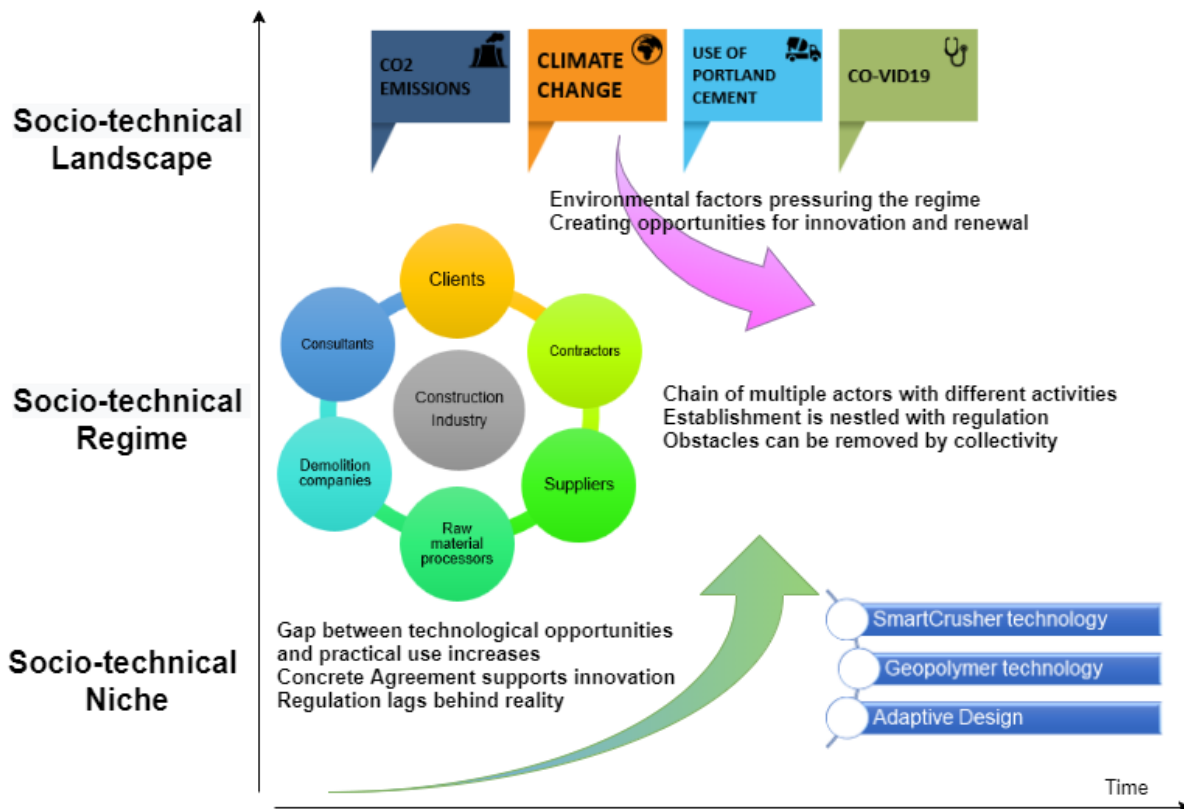 CO2
EMISSIONS
CLIMATE
CHANGE
USE OF
PORTLAND
CEMENT
CO-VID19
Socio-technical
Landscape
Environmental factors pressuring the regime
Creating opportunities for innovation and renewal
Clients
Consultants
Contractors
Construction
Industry
Demolition
companies
Suppliers
Raw
material
processors
Socio-technical
Regime
Chain of multiple actors with different activities
Establishment is nestled with regulation
Obstacles can be removed by collectivity
Socio-technical
Niche
Gap between technological opportunities
and practical use increases
Concrete Agreement supports innovation
Regulation lags behind reality
SmartCrusher technology
Geopolymer technology
Adaptive Design
Time